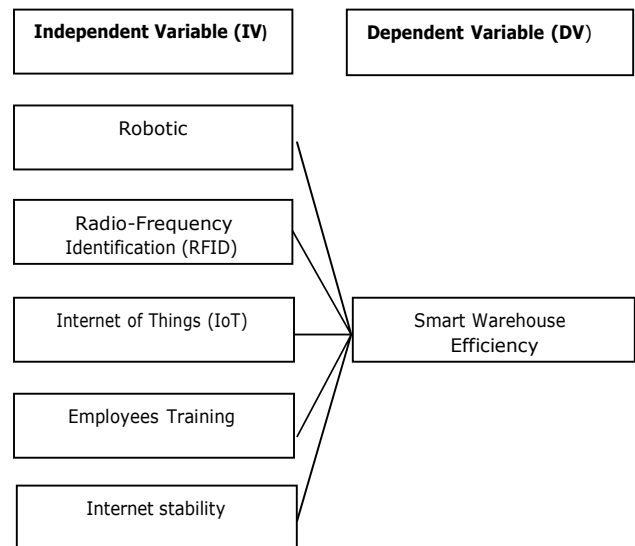 Independent Variable (IV)
Dependent Variable (DV)
Robotic
Radio-Frequency
Identification (RFID)
Internet of Things (IoT)
Smart Warehouse
Efficiency
Employees Training
Internet stability